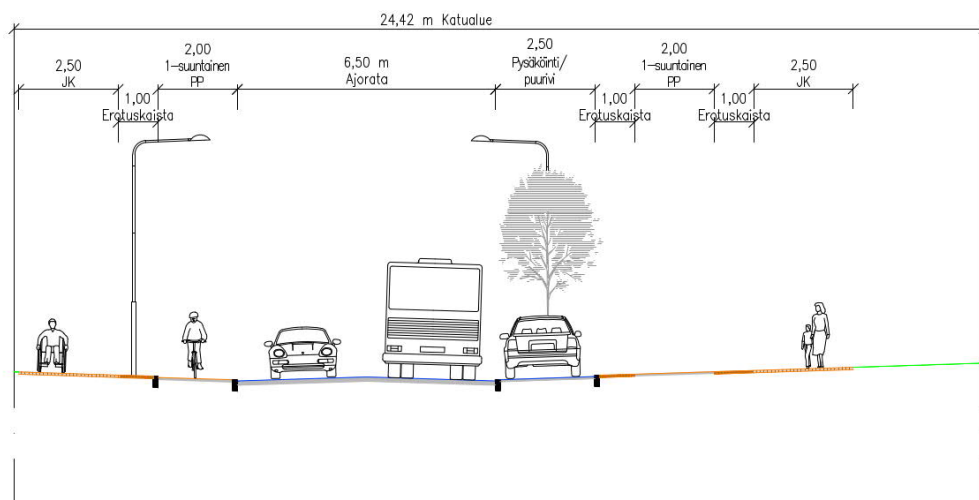 24,42 m Katualue
2,50
JK
1,00
Erotuskaista
2,00
1-suuntainen
PP
6,50 m
Ajorata
2,50
Pysäköinti/
puurivi
1,00
Erotuskaista
2,00
1-suuntainen
PP
1,00
Erotuskaista
2,50
JK